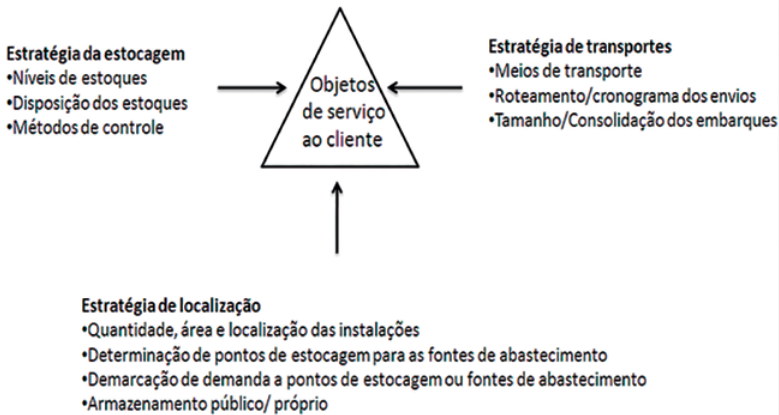 Estratégia da estocagem
•Níveis de estoques
•Disposição dos estoques
•Métodos de controle
Objetos
de serviço
ao cliente
Estratégia de transportes
•Meios de transporte
•Roteamento/cronograma dos envios
•Tamanho/Consolidação dos embarques
Estratégia de localização
•Quantidade, área e localização das instalações
•Determinação de pontos de estocagem para as fontes de abastecimento
•Demarcação de demanda a pontos de estocagem ou fontes de abastecimento
•Armazenamento público/ próprio